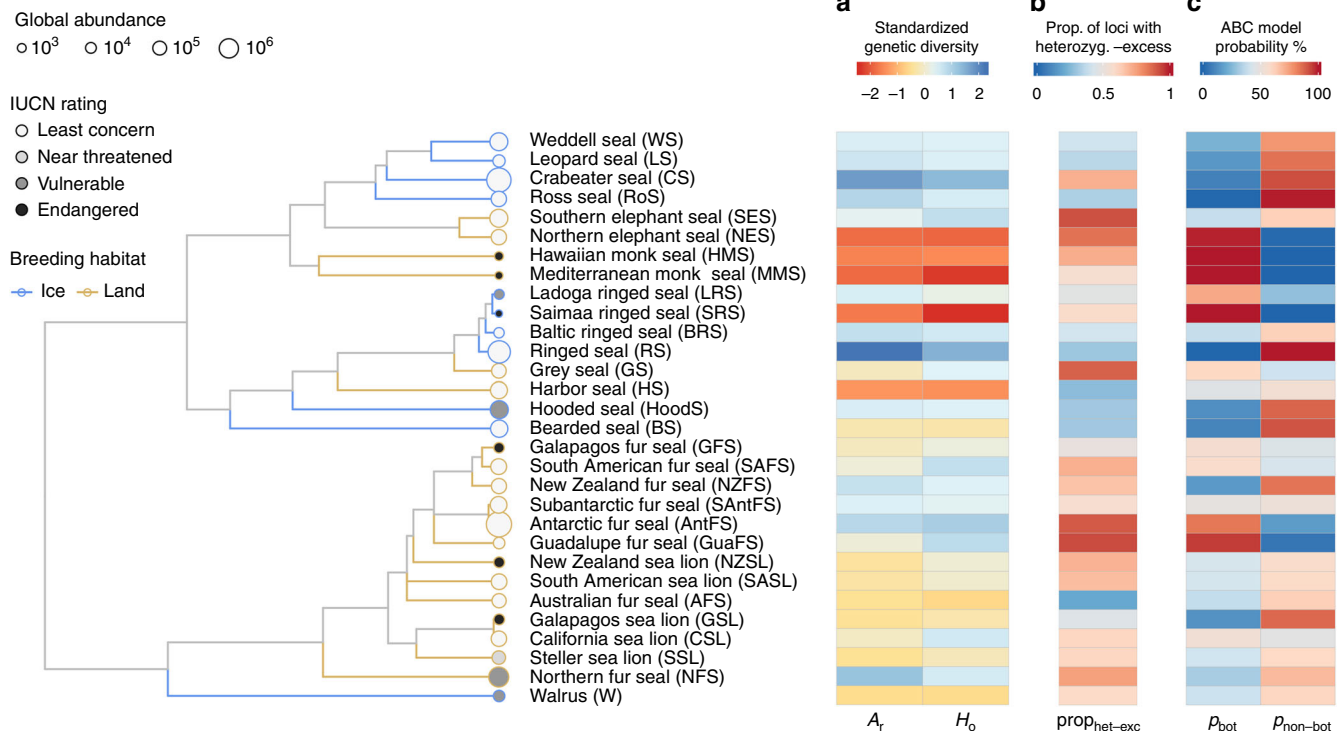 Global abundance
10³ 10⁴ 10⁵ 10⁶
IUCN rating
Least concern
Near threatened
Vulnerable
Endangered
Breeding habitat
Ice Land
Weddell seal (WS)
Leopard seal (LS)
Crabeater seal (CS)
Ross seal (RoS)
Southern elephant seal (SES)
Northern elephant seal (NES)
Hawaiian monk seal (HMS)
Mediterranean monk seal (MMS)
Ladoga ringed seal (LRS)
Saimaa ringed seal (SRS)
Baltic ringed seal (BRS)
Ringed seal (RS)
Grey seal (GS)
Harbor seal (HS)
Hooded seal (HoodS)
Bearded seal (BS)
Galapagos fur seal (GFS)
South American fur seal (SAFS)
New Zealand fur seal (NZFS)
Subantarctic fur seal (SAntFS)
Antarctic fur seal (AntFS)
Guadalupe fur seal (GuaFS)
New Zealand sea lion (NZSL)
South American sea lion (SASL)
Australian fur seal (AFS)
Galapagos sea lion (GSL)
California sea lion (CSL)
Steller sea lion (SSL)
Northern fur seal (NFS)
Walrus (W)
a
Standardized
genetic diversity
−2 −1 0 1 2
A_r H_o
b
Prop. of loci with
heterozyg. –excess
0 0.5 1
prop_het–exc
c
ABC model
probability %
0 50 100
p_bot p_non–bot